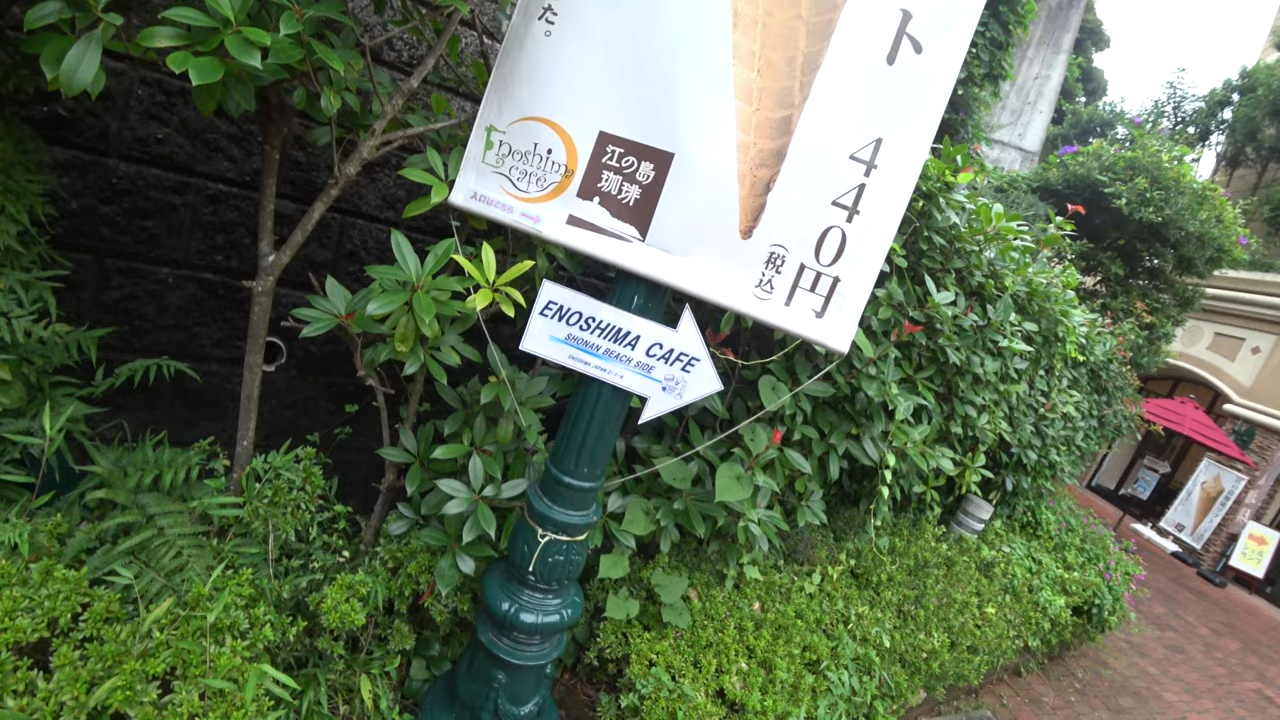 た。
ト 440円
(税込)
Enoshima
café
江の島
珈琲
入口はこちら
ENOSHIMA CAFE
SHONAN BEACH SIDE